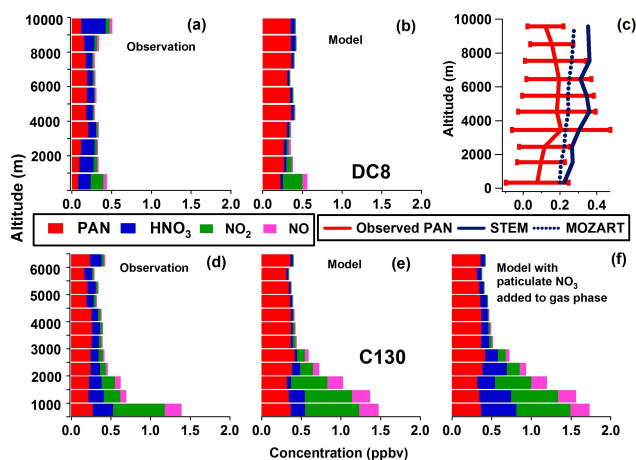 (a) (b) (c)
Observation Model
DC8
Altitude (m)
10000 8000 6000 4000 2000 0
0.0 0.5 1.0 1.5 2.0 0.0 0.5 1.0 1.5 2.0
Altitude (m)
10000
8000
6000
4000
2000
0
0.0 0.2 0.4
PAN HNO3 NO2 NO
Observed PAN STEM MOZART
(d) (e) (f)
Observation Model
Model with
paticulate NO3
added to gas phase
C130
6000
5000
4000
3000
2000
1000
0.0 0.5 1.0 1.5 2.0 0.0 0.5 1.0 1.5 2.0 0.0 0.5 1.0 1.5 2.0
Concentration (ppbv)
Altitude (m)